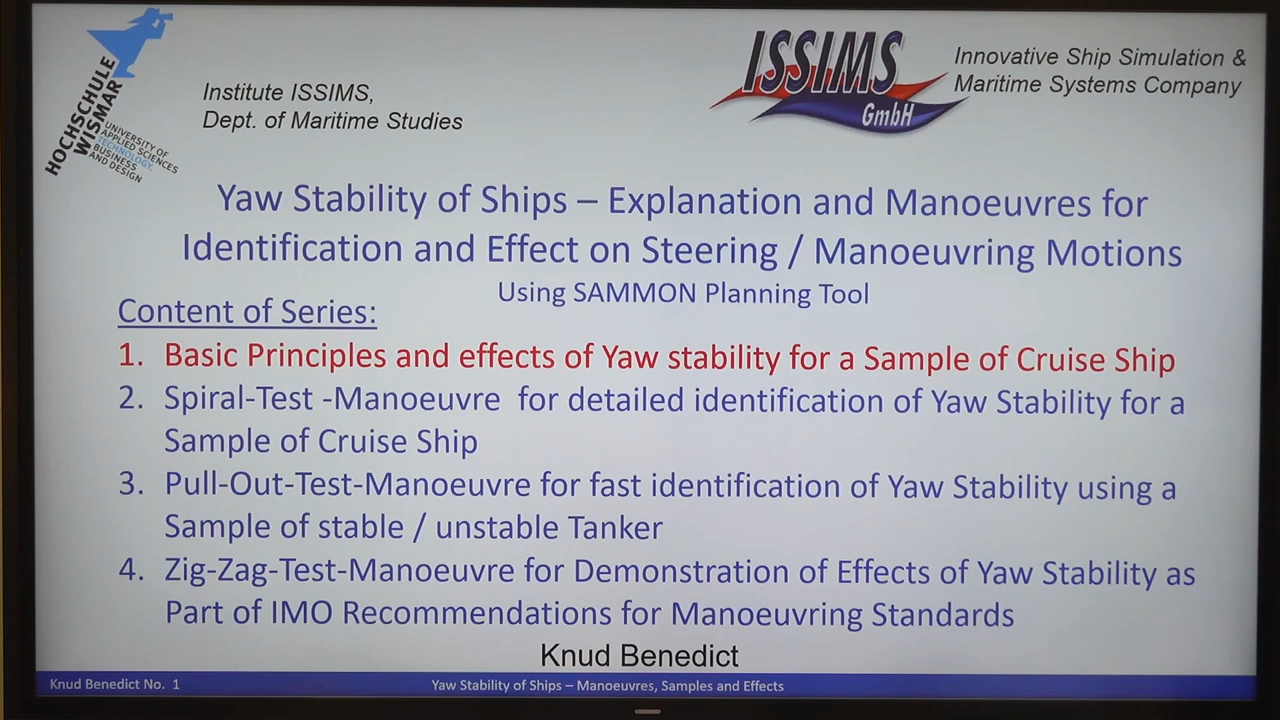 HOCHSCHULE
WISMAR
UNIVERSITY OF
APPLIED SCIENCES
TECHNOLOGY,
BUSINESS
AND DESIGN
Institute ISSIMS,
Dept. of Maritime Studies
ISSIMS
GmbH
Innovative Ship Simulation &
Maritime Systems Company
Yaw Stability of Ships – Explanation and Manoeuvres for
Identification and Effect on Steering / Manoeuvring Motions
Using SAMMON Planning Tool
Content of Series:
1. Basic Principles and effects of Yaw stability for a Sample of Cruise Ship
2. Spiral-Test -Manoeuvre for detailed identification of Yaw Stability for a
Sample of Cruise Ship
3. Pull-Out-Test-Manoeuvre for fast identification of Yaw Stability using a
Sample of stable / unstable Tanker
4. Zig-Zag-Test-Manoeuvre for Demonstration of Effects of Yaw Stability as
Part of IMO Recommendations for Manoeuvring Standards
Knud Benedict
Knud Benedict No. 1
Yaw Stability of Ships – Manoeuvres, Samples and Effects